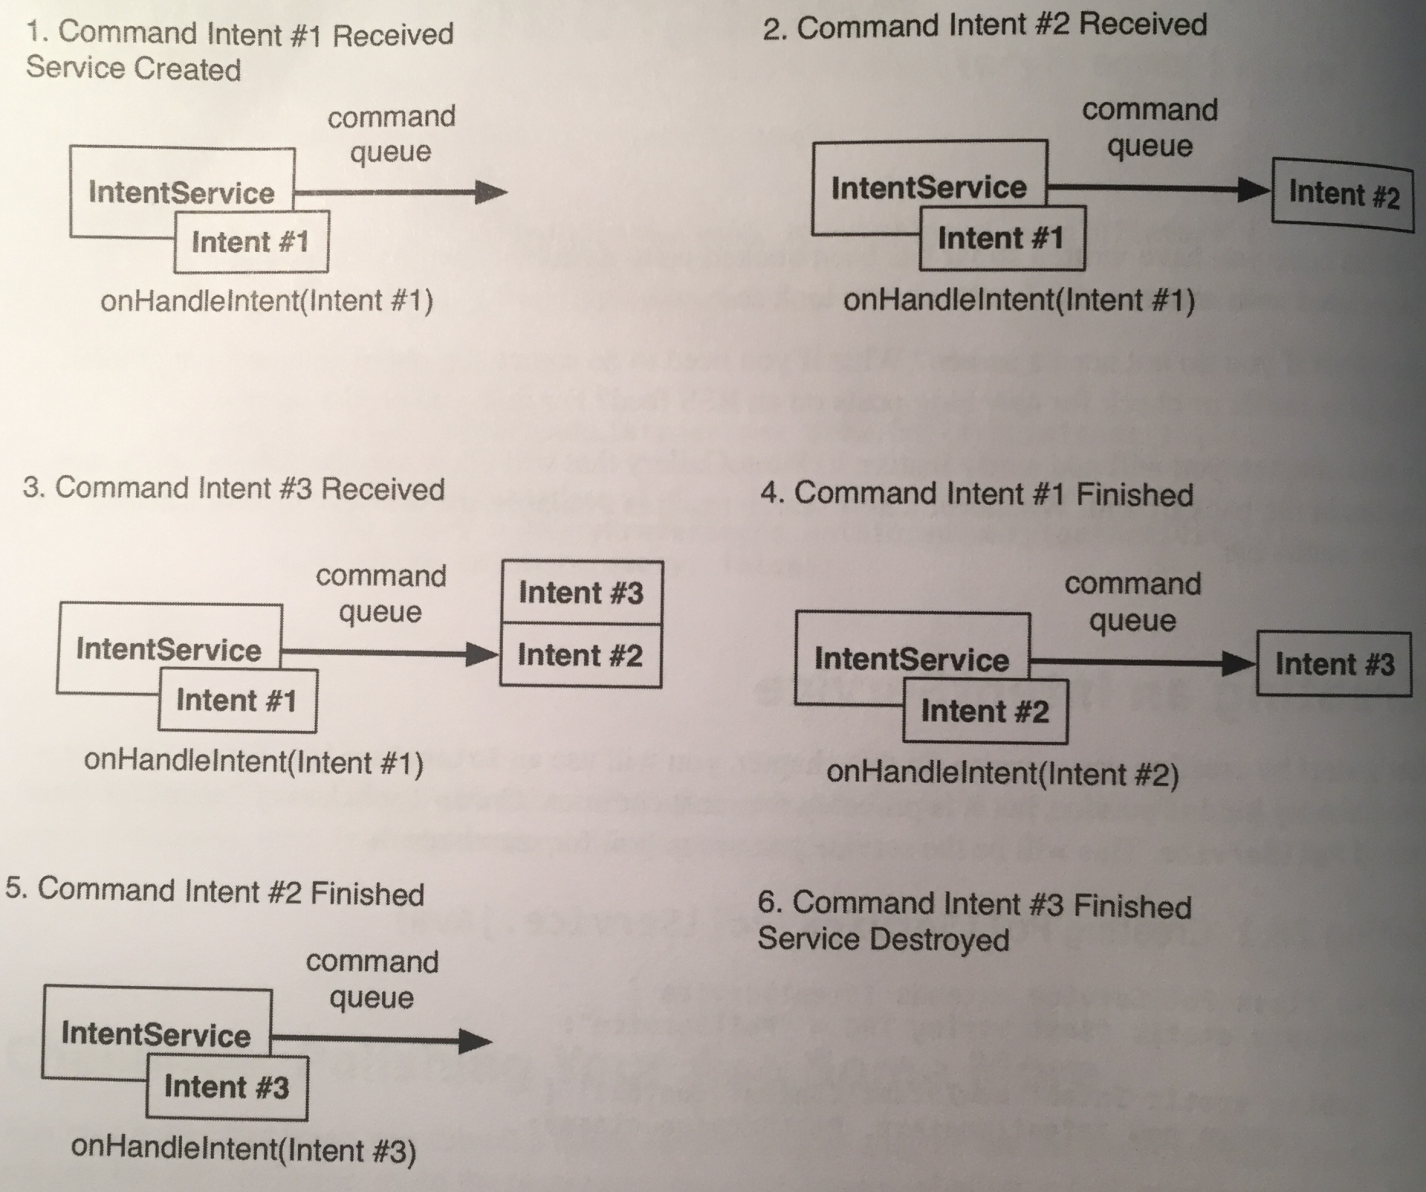 1. Command Intent #1 Received
Service Created
command
queue
IntentService
Intent #1
onHandleIntent(Intent #1)
2. Command Intent #2 Received
command
queue
IntentService
Intent #2
Intent #1
onHandleIntent(Intent #1)
3. Command Intent #3 Received
command
queue
Intent #3
IntentService
Intent #2
Intent #1
onHandleIntent(Intent #1)
4. Command Intent #1 Finished
command
queue
IntentService
Intent #3
Intent #2
onHandleIntent(Intent #2)
5. Command Intent #2 Finished
command
queue
IntentService
Intent #3
onHandleIntent(Intent #3)
6. Command Intent #3 Finished
Service Destroyed